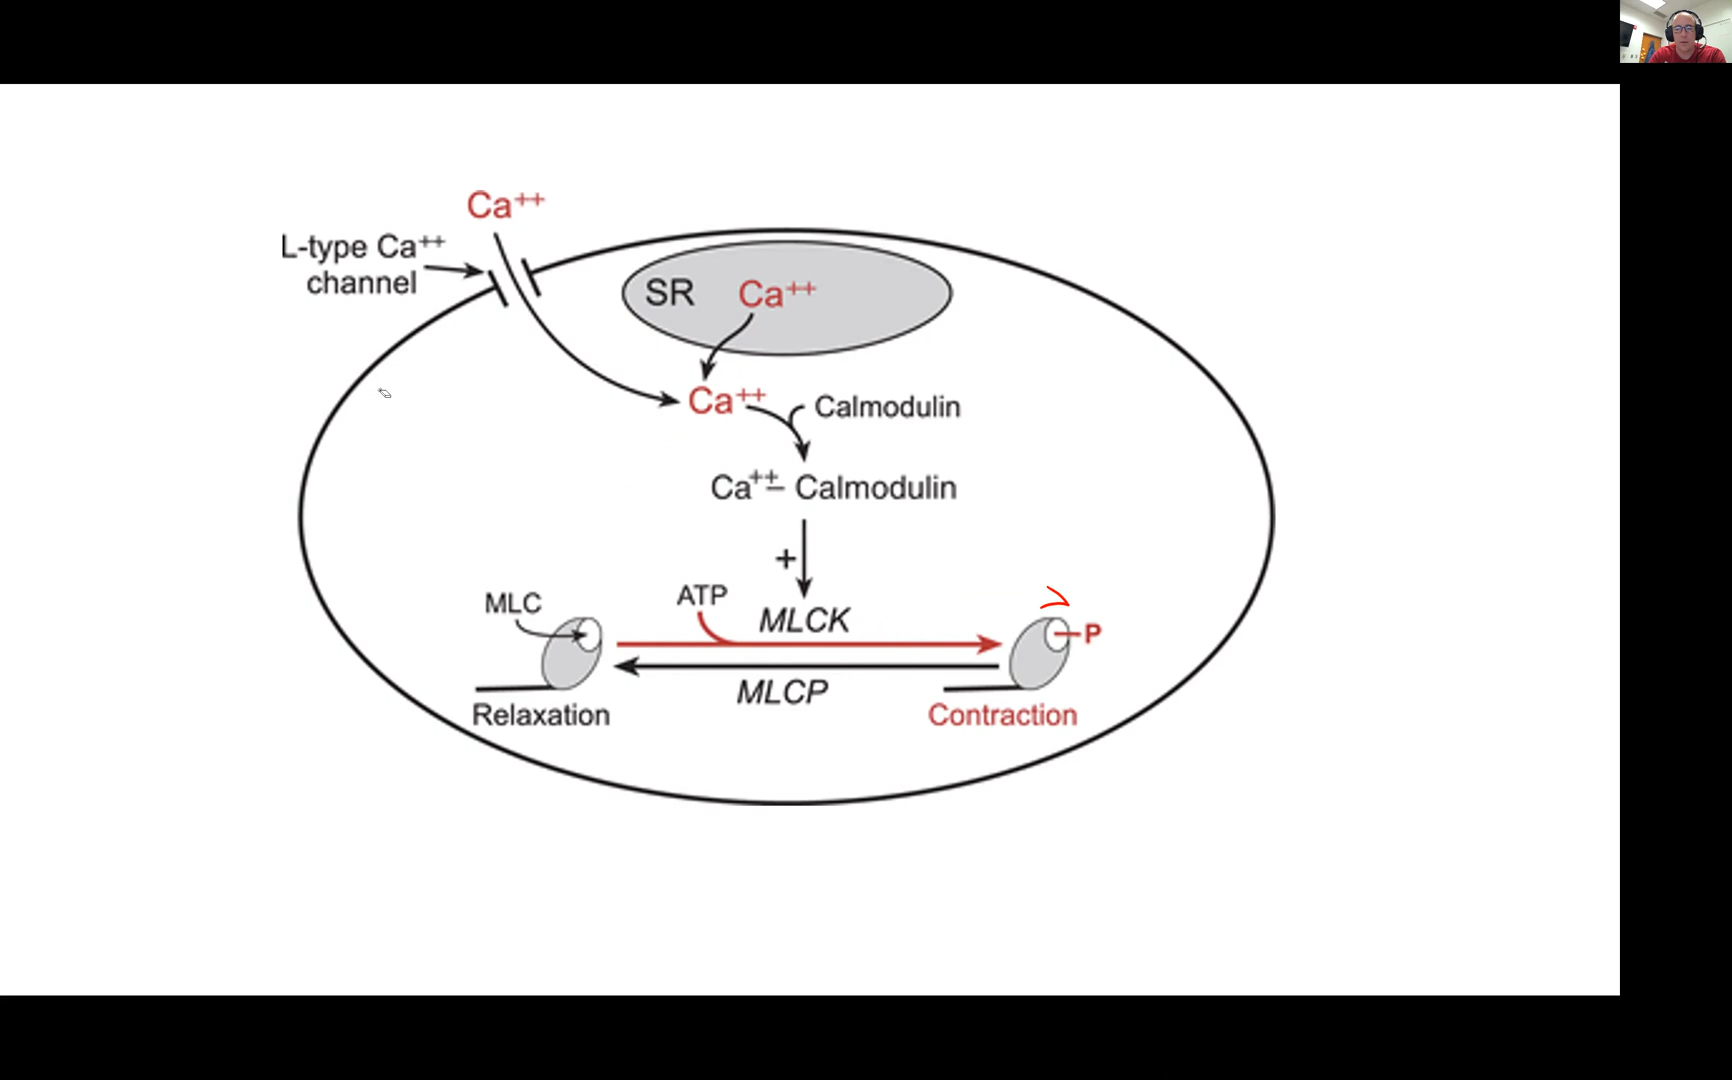 Ca++
L-type Ca++
channel
SR Ca++
Ca++ Calmodulin
Ca++– Calmodulin
+
MLC
ATP
MLCK
P
MLCP
Relaxation
Contraction